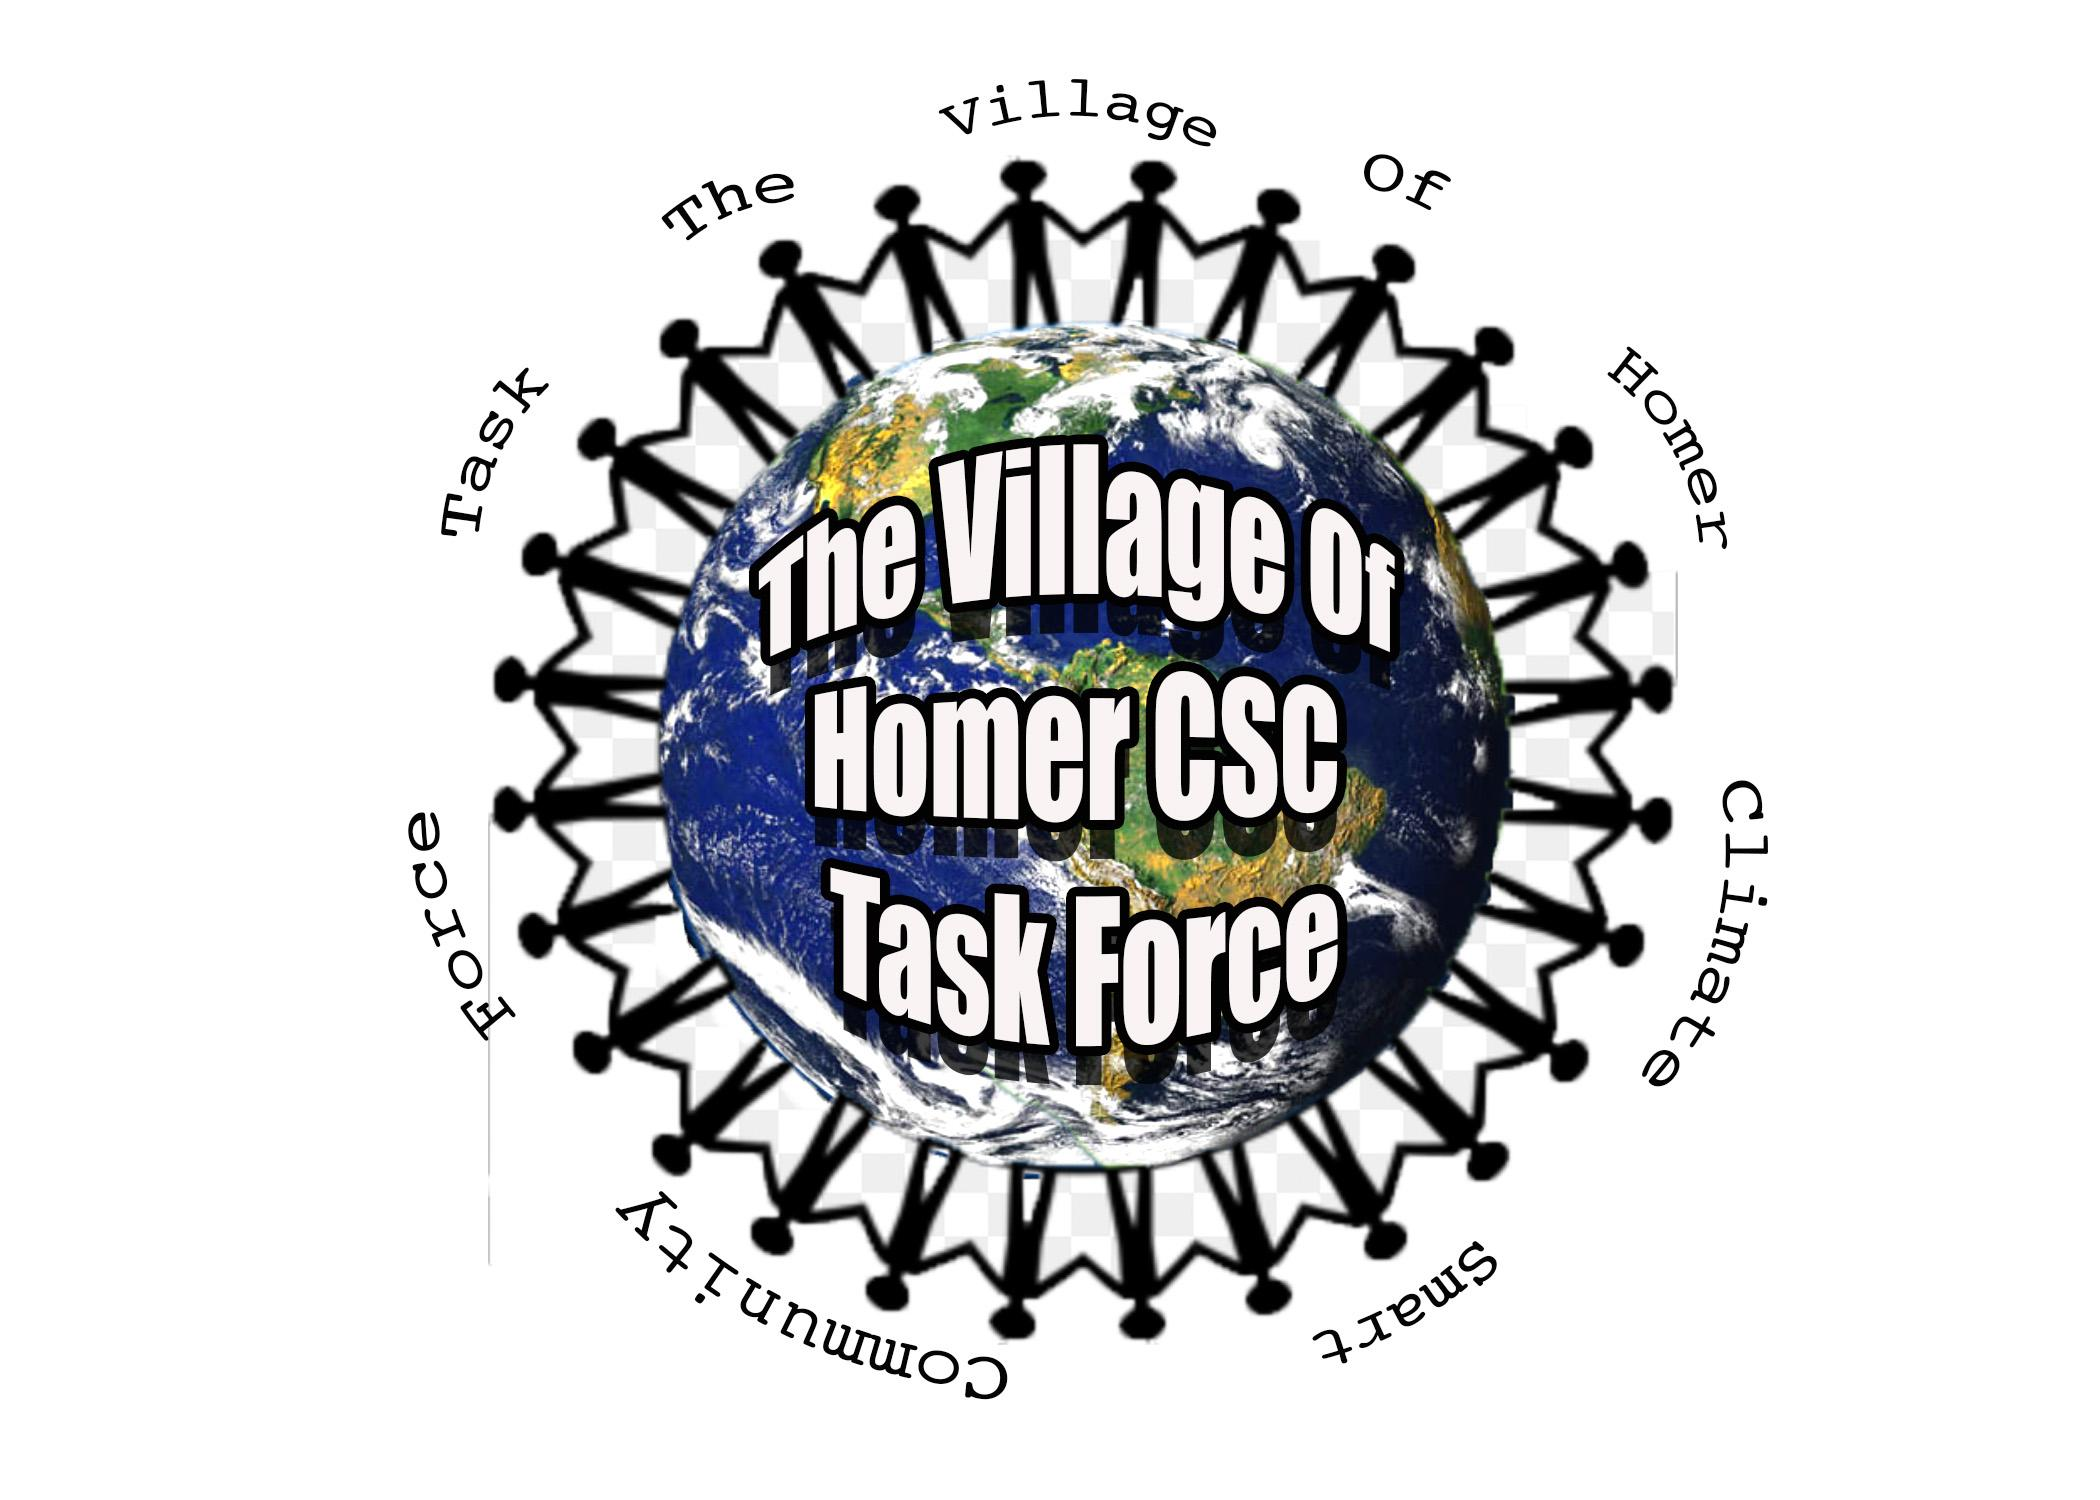 The Village Of Homer Climate Smart Community Task Force
The Village Of
Homer CSC
Task Force